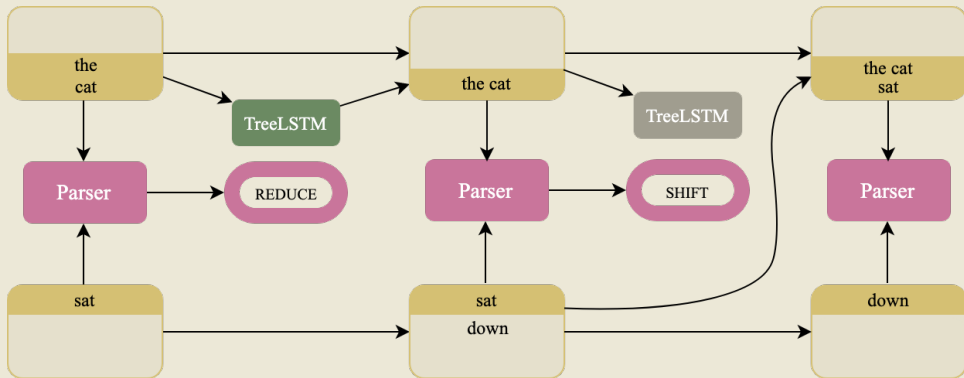 the
cat
the cat
the cat
sat
TreeLSTM
TreeLSTM
Parser
REDUCE
Parser
SHIFT
Parser
sat
sat
down
down